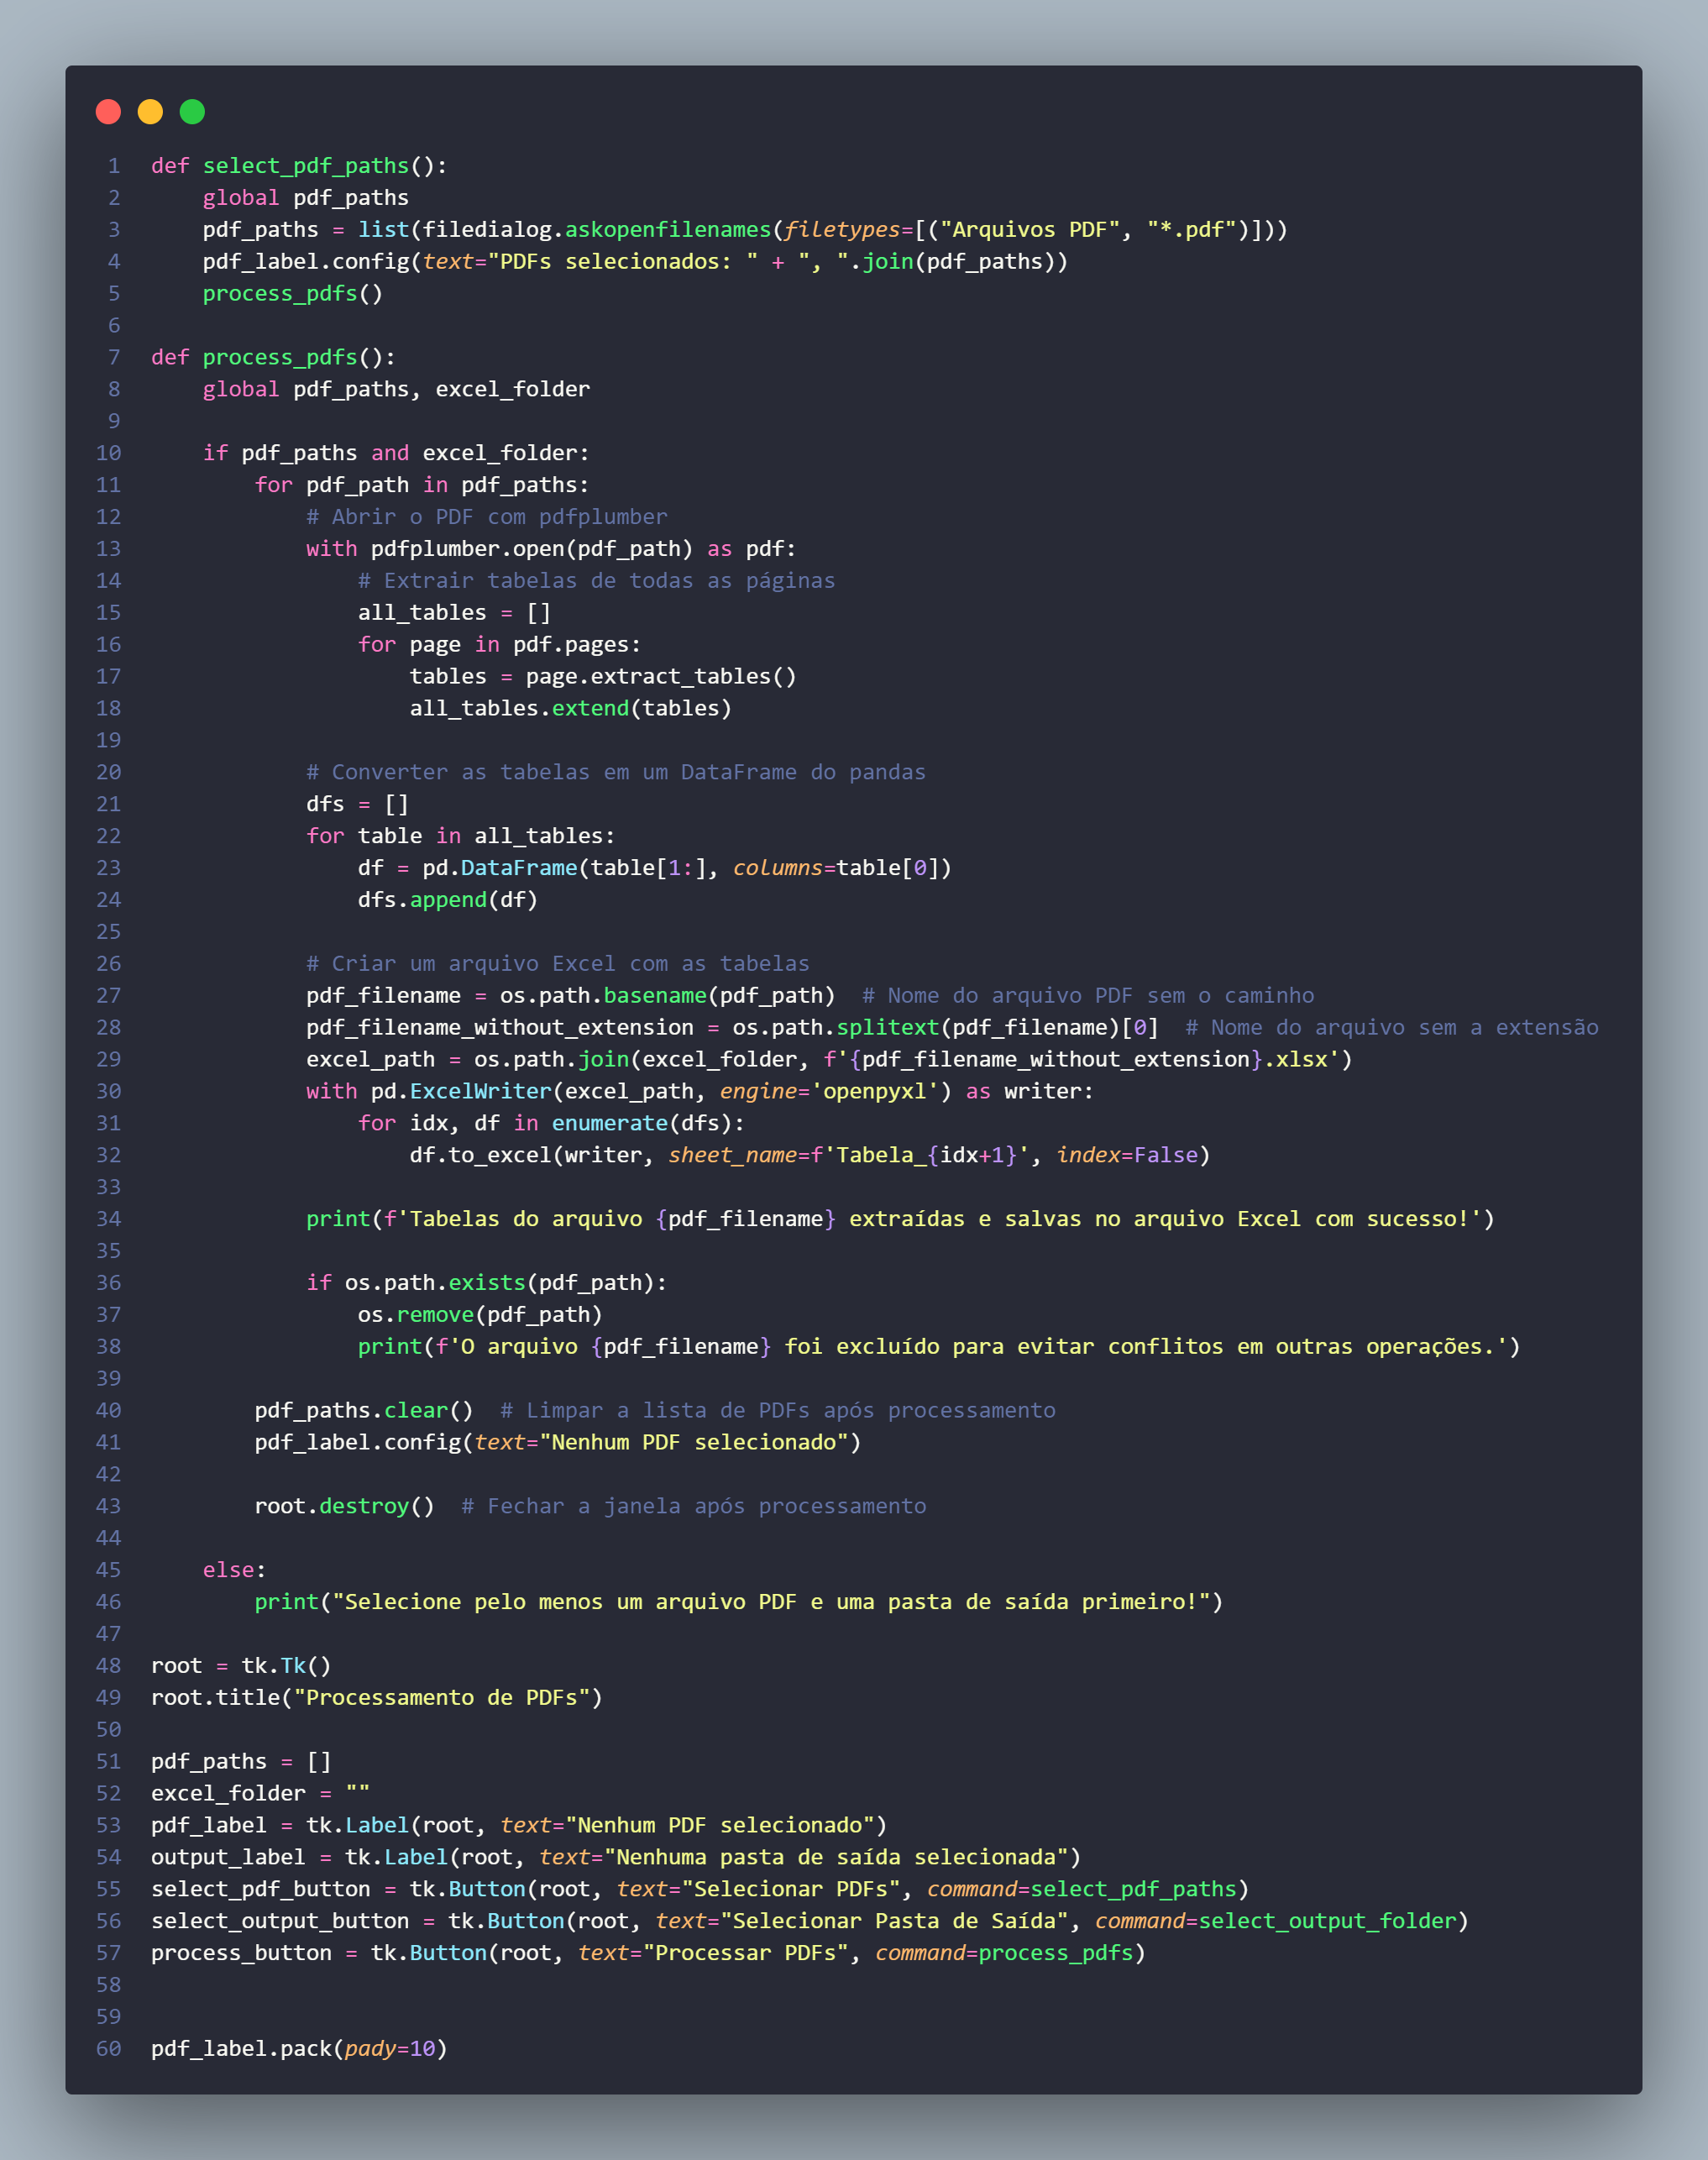 1 def select_pdf_paths():
2     global pdf_paths
3     pdf_paths = list(filedialog.askopenfilenames(filetypes=[("Arquivos PDF", "*.pdf")]))
4     pdf_label.config(text="PDFs selecionados: " + ", ".join(pdf_paths))
5     process_pdfs()
6
7 def process_pdfs():
8     global pdf_paths, excel_folder
9
10     if pdf_paths and excel_folder:
11         for pdf_path in pdf_paths:
12             # Abrir o PDF com pdfplumber
13             with pdfplumber.open(pdf_path) as pdf:
14                 # Extrair tabelas de todas as páginas
15                 all_tables = []
16                 for page in pdf.pages:
17                     tables = page.extract_tables()
18                     all_tables.extend(tables)
19
20             # Converter as tabelas em um DataFrame do pandas
21             dfs = []
22             for table in all_tables:
23                 df = pd.DataFrame(table[1:], columns=table[0])
24                 dfs.append(df)
25
26             # Criar um arquivo Excel com as tabelas
27             pdf_filename = os.path.basename(pdf_path)  # Nome do arquivo PDF sem o caminho
28             pdf_filename_without_extension = os.path.splitext(pdf_filename)[0]  # Nome do arquivo sem a extensão
29             excel_path = os.path.join(excel_folder, f'{pdf_filename_without_extension}.xlsx')
30             with pd.ExcelWriter(excel_path, engine='openpyxl') as writer:
31                 for idx, df in enumerate(dfs):
32                     df.to_excel(writer, sheet_name=f'Tabela_{idx+1}', index=False)
33
34             print(f'Tabelas do arquivo {pdf_filename} extraídas e salvas no arquivo Excel com sucesso!')
35
36             if os.path.exists(pdf_path):
37                 os.remove(pdf_path)
38                 print(f'O arquivo {pdf_filename} foi excluído para evitar conflitos em outras operações.')
39
40         pdf_paths.clear()  # Limpar a lista de PDFs após processamento
41         pdf_label.config(text="Nenhum PDF selecionado")
42
43         root.destroy()  # Fechar a janela após processamento
44
45     else:
46         print("Selecione pelo menos um arquivo PDF e uma pasta de saída primeiro!")
47
48 root = tk.Tk()
49 root.title("Processamento de PDFs")
50
51 pdf_paths = []
52 excel_folder = ""
53 pdf_label = tk.Label(root, text="Nenhum PDF selecionado")
54 output_label = tk.Label(root, text="Nenhuma pasta de saída selecionada")
55 select_pdf_button = tk.Button(root, text="Selecionar PDFs", command=select_pdf_paths)
56 select_output_button = tk.Button(root, text="Selecionar Pasta de Saída", command=select_output_folder)
57 process_button = tk.Button(root, text="Processar PDFs", command=process_pdfs)
58
59
60 pdf_label.pack(pady=10)